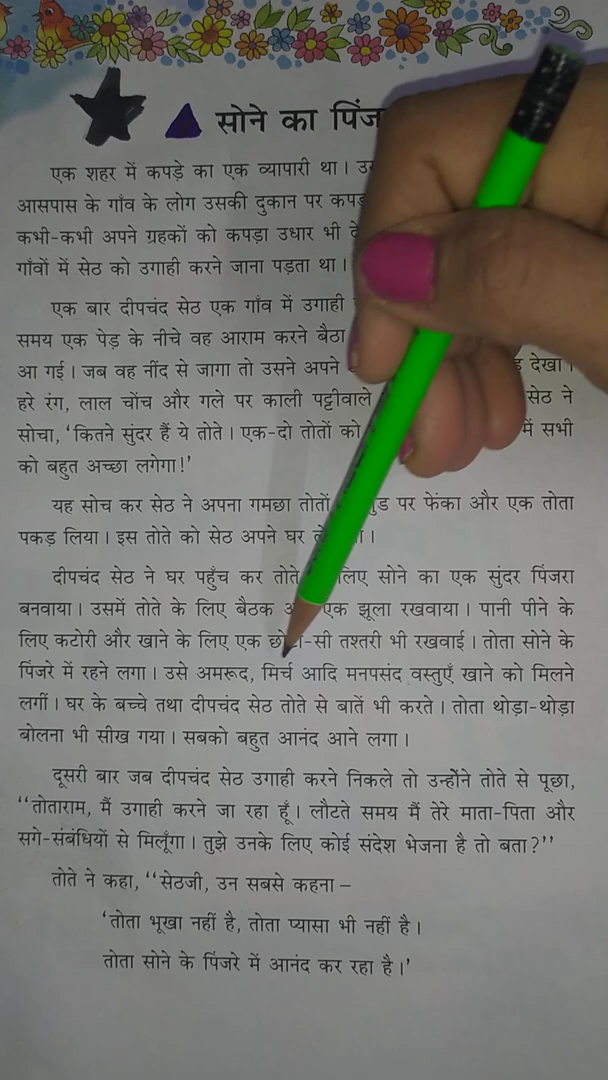 सोने का
एक शहर में कपड़े का एक व्यापारी था।
आसपास के गाँव के लोग उसकी दुकान पर
कभी-कभी अपने ग्रहकों को कपड़ा उधार भी
गाँवों में सेठ को उगाही करने जाना पड़ता था।
एक बार दीपचंद सेठ एक गाँव में उगाही
समय एक पेड़ के नीचे वह आराम करने बैठा
आ गई। जब वह नींद से जागा तो उसने अपने देखा।
हरे रंग, लाल चोंच और गले पर काली पट्टीवाले सेठ ने
सोचा, 'कितने सुंदर हैं ये तोते। एक-दो तोतों को में सभी
को बहुत अच्छा लगेगा!'
यह सोच कर सेठ ने अपना गमछा तोतों पर फेंका और एक तोता
पकड़ लिया। इस तोते को सेठ अपने घर
दीपचंद सेठ ने घर पहुँच कर तोते लिए सोने का एक सुंदर पिंजरा
बनवाया। उसमें तोते के लिए बैठक एक झूला रखवाया। पानी पीने के
लिए कटोरी और खाने के लिए एक छोटी-सी तश्तरी भी रखवाई। तोता सोने के
पिंजरे में रहने लगा। उसे अमरूद, मिर्च आदि मनपसंद वस्तुएँ खाने को मिलने
लगीं। घर के बच्चे तथा दीपचंद सेठ तोते से बातें भी करते। तोता थोड़ा-थोड़ा
बोलना भी सीख गया। सबको बहुत आनंद आने लगा।
दूसरी बार जब दीपचंद सेठ उगाही करने निकले तो उन्होंने तोते से पूछा,
"तोताराम, मैं उगाही करने जा रहा हूँ। लौटते समय मैं तेरे माता-पिता और
सगे-संबंधियों से मिलूँगा। तुझे उनके लिए कोई संदेश भेजना है तो बता?"
तोते ने कहा, "सेठजी, उन सबसे कहना –
'तोता भूखा नहीं है, तोता प्यासा भी नहीं है।
तोता सोने के पिंजरे में आनंद कर रहा है।'